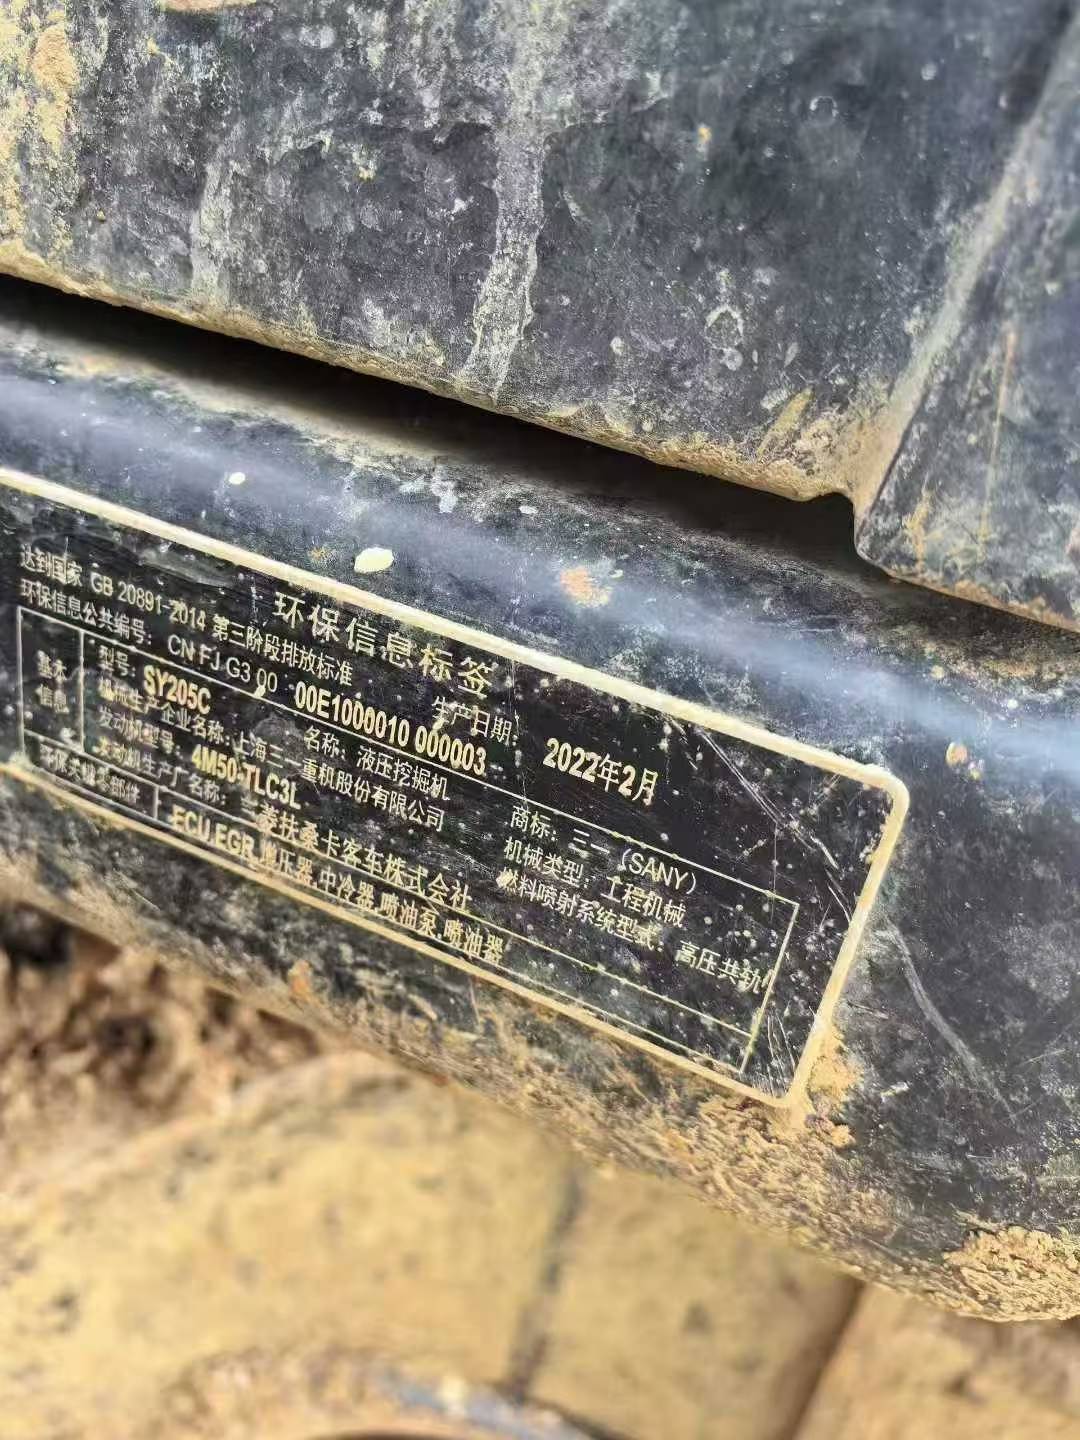 环保信息标签
达到国家 GB 20891-2014 第三阶段排放标准 生产日期: 2022年2月
环保信息公共编号: CN FJ G3 00 00E1000010 000003
基本信息
型号: SY205C 名称: 液压挖掘机 商标: 三一 (SANY)
机械生产企业名称: 上海三一重机股份有限公司 机械类型: 工程机械
发动机型号: 4M50-TLC3L 燃料喷射系统型式: 高压共轨
发动机生产厂名称: 三菱扶桑卡客车株式会社
环保关键零部件 ECU,EGR,增压器,中冷器,喷油泵,喷油器